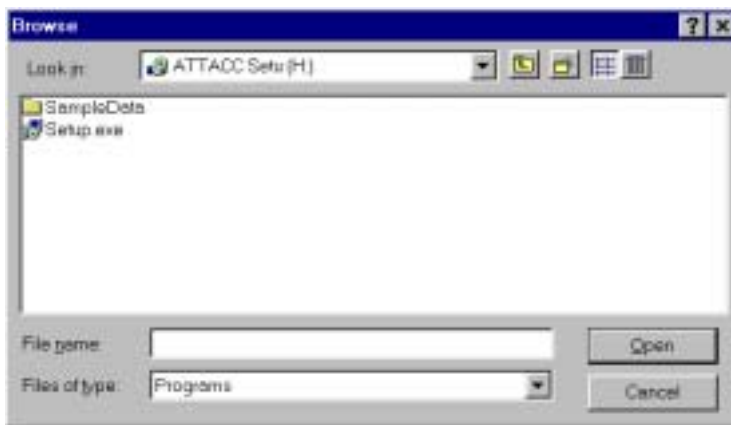 Browse
Look in: ATTACC Setu (H:)
SampleData
Setup.exe
File name:
Open
Files of type: Programs
Cancel